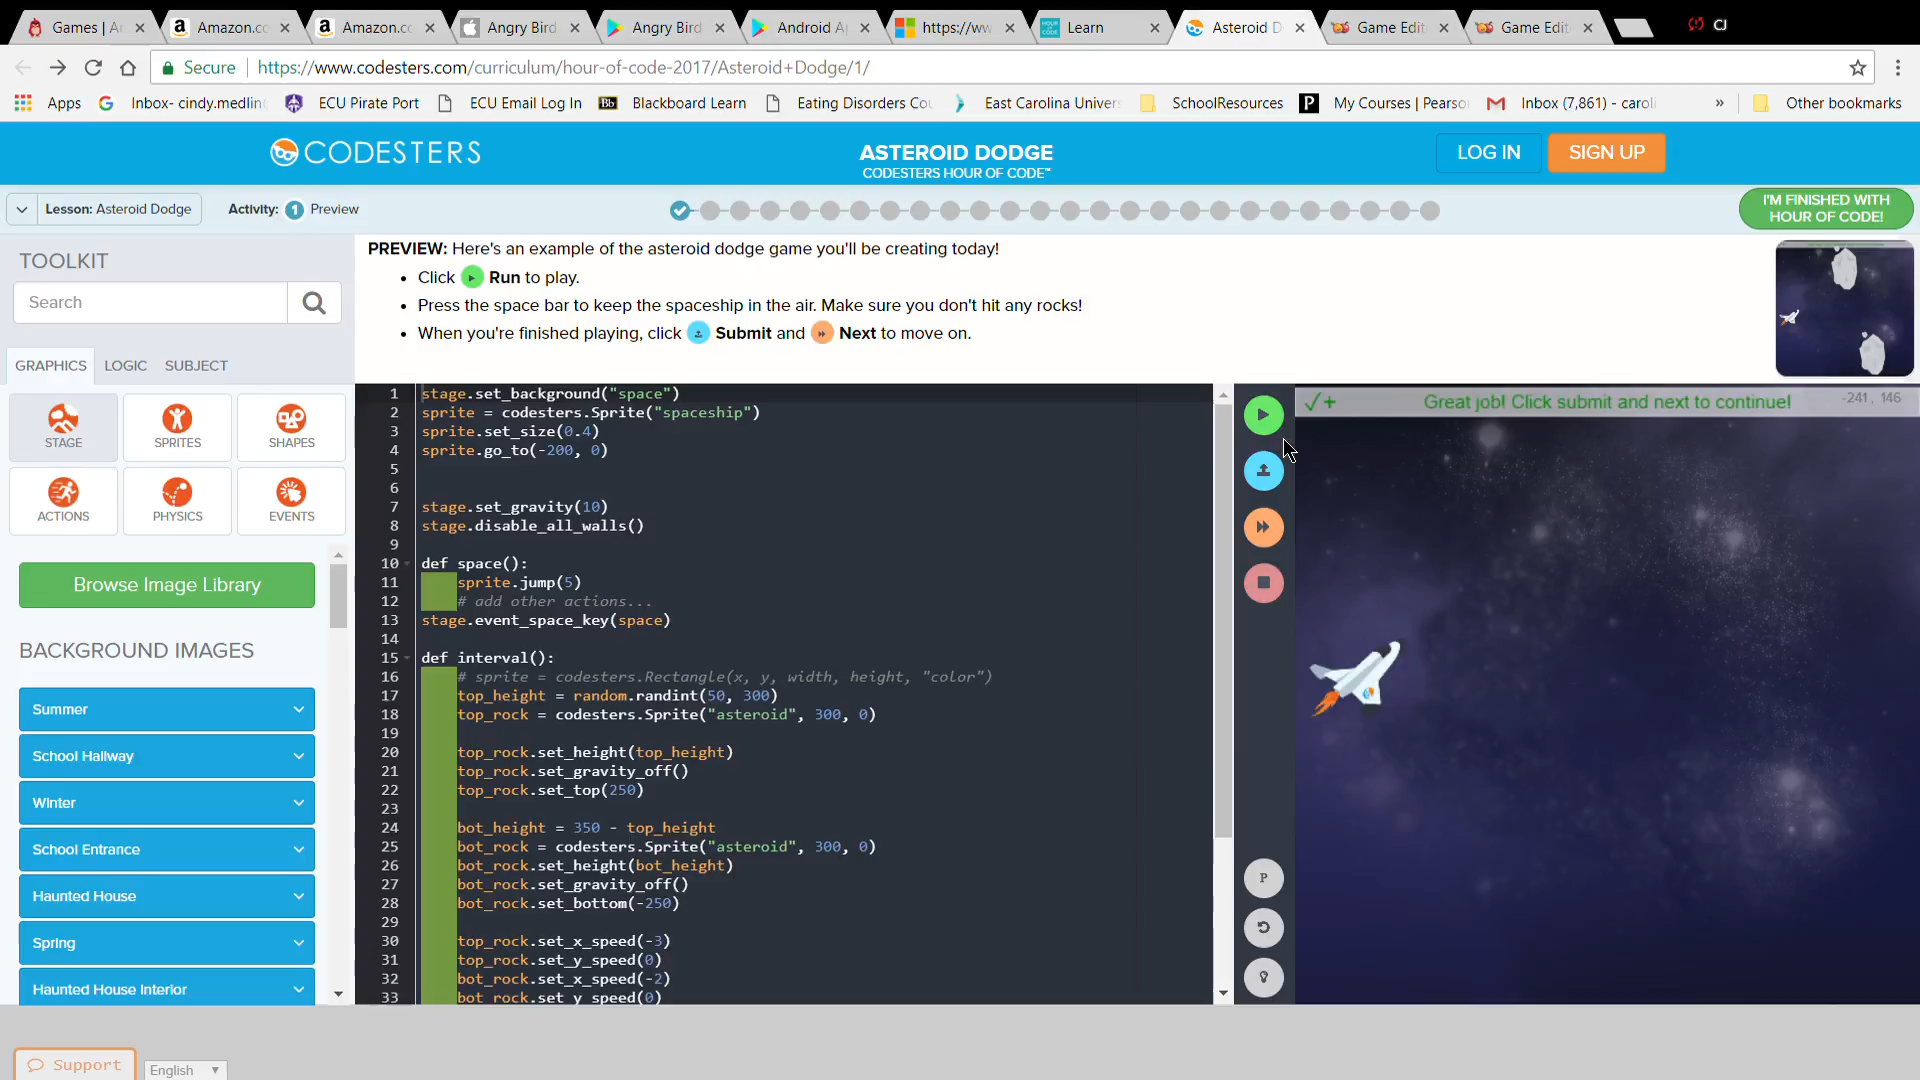 Games | A
Amazon.co
Amazon.co
Angry Bird
Angry Bird
Android A
https://ww
Learn
Asteroid D
Game Edit
Game Edit
CJ
Secure
https://www.codesters.com/curriculum/hour-of-code-2017/Asteroid+Dodge/1/
Apps
Inbox- cindy.medlin
ECU Pirate Port
ECU Email Log In
Bb
Blackboard Learn
Eating Disorders Co
East Carolina Univer
SchoolResources
P
My Courses | Pearso
Inbox (7,861) - caroli
»
Other bookmarks
CODESTERS
ASTEROID DODGE
CODESTERS HOUR OF CODE™
LOG IN
SIGN UP
Lesson: Asteroid Dodge
Activity: 1 Preview
I'M FINISHED WITH
HOUR OF CODE!
TOOLKIT
Search
GRAPHICS
LOGIC
SUBJECT
STAGE
SPRITES
SHAPES
ACTIONS
PHYSICS
EVENTS
Browse Image Library
BACKGROUND IMAGES
Summer
School Hallway
Winter
School Entrance
Haunted House
Spring
Haunted House Interior
PREVIEW: Here's an example of the asteroid dodge game you'll be creating today!
• Click Run to play.
• Press the space bar to keep the spaceship in the air. Make sure you don't hit any rocks!
• When you're finished playing, click Submit and Next to move on.
1 stage.set_background("space")
2 sprite = codesters.Sprite("spaceship")
3 sprite.set_size(0.4)
4 sprite.go_to(-200, 0)
5
6
7 stage.set_gravity(10)
8 stage.disable_all_walls()
9
10 def space():
11 sprite.jump(5)
12 # add other actions...
13 stage.event_space_key(space)
14
15 def interval():
16 # sprite = codesters.Rectangle(x, y, width, height, "color")
17 top_height = random.randint(50, 300)
18 top_rock = codesters.Sprite("asteroid", 300, 0)
19
20 top_rock.set_height(top_height)
21 top_rock.set_gravity_off()
22 top_rock.set_top(250)
23
24 bot_height = 350 - top_height
25 bot_rock = codesters.Sprite("asteroid", 300, 0)
26 bot_rock.set_height(bot_height)
27 bot_rock.set_gravity_off()
28 bot_rock.set_bottom(-250)
29
30 top_rock.set_x_speed(-3)
31 top_rock.set_y_speed(0)
32 bot_rock.set_x_speed(-2)
33 bot_rock.set_y_speed(0)
P
✓+ Great job! Click submit and next to continue!
-241, 146
Support
English